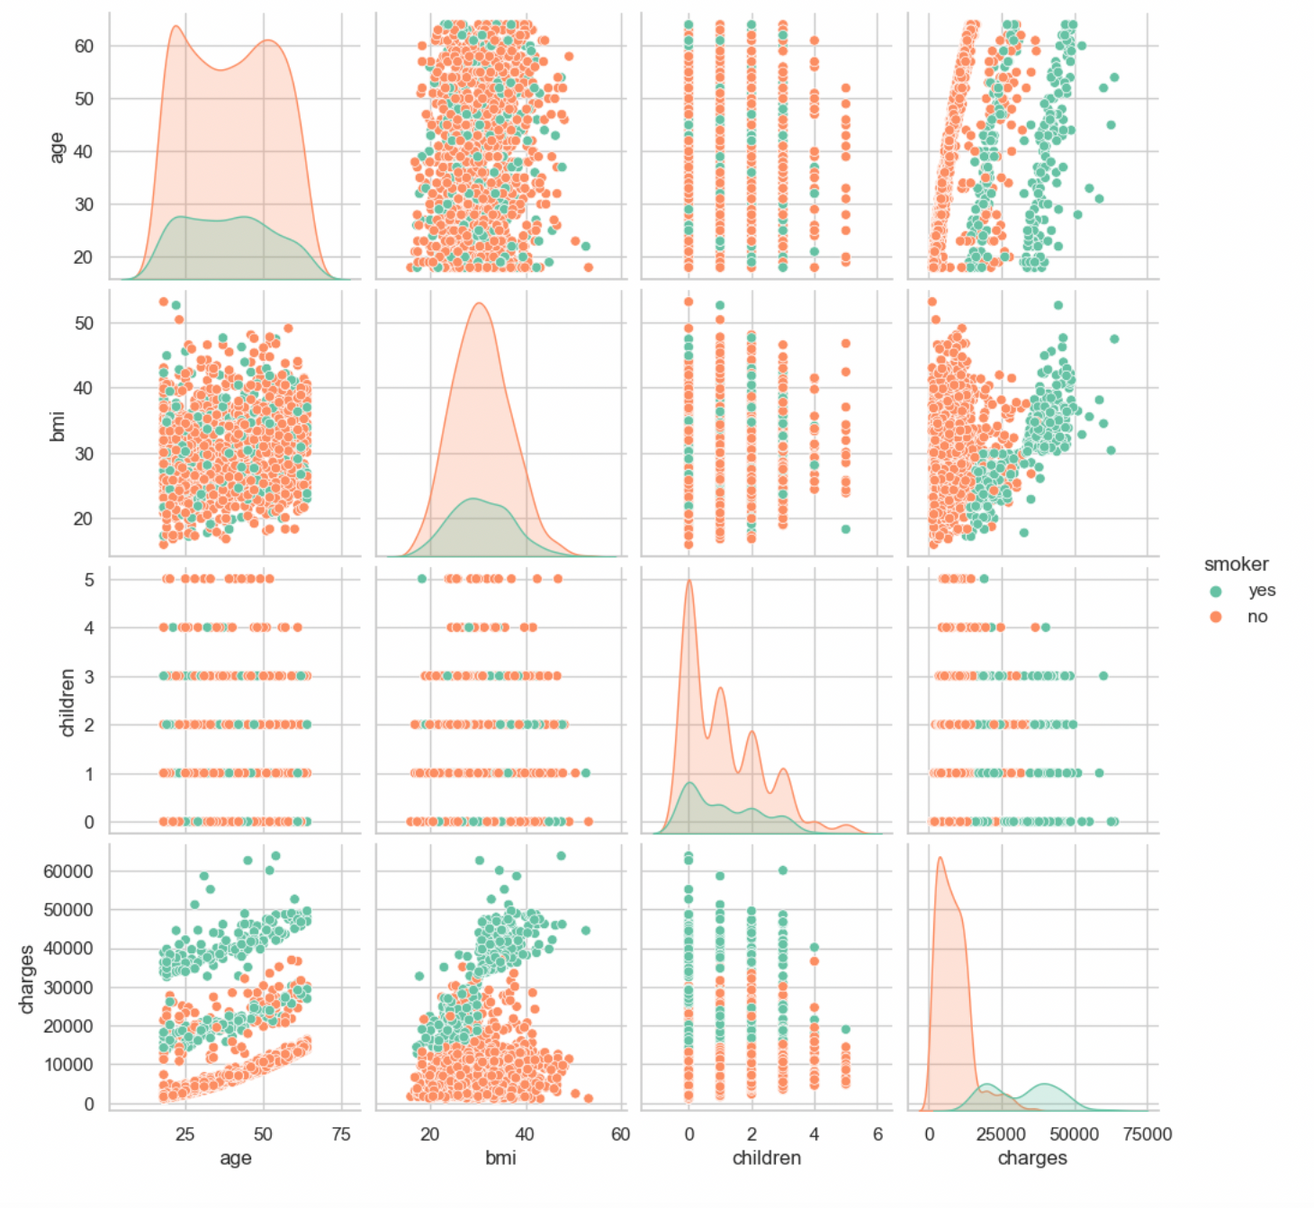 60
50
age
40
30
20
50
40
bmi
30
20
smoker
yes
no
5
4
3
children
2
1
0
60000
50000
40000
charges
30000
20000
10000
0
25 50 75 20 40 60 0 2 4 6 0 25000 50000 75000
age bmi children charges